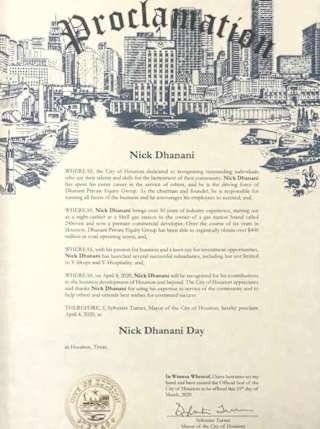 Proclamation
Nick Dhanani
WHEREAS, the City of Houston dedicated to recognizing outstanding individuals
who use their talent and skills for the betterment of their community. Nick Dhanani
has spent his entire career in the service of others; and he is the driving force of
Dhanani Private Equity Group. As the chairman and founder, he is responsible for
running all facets of the business and he encourages his employees to succeed; and,
WHEREAS, Nick Dhanani brings over 30 years of industry experience, starting out
as a night cashier at a Shell gas station to the owner of a gas station brand called
24Seven and now a premier commercial developer. Over the course of six years in
Houston, Dhanani Private Equity Group has been able to organically obtain over $400
million in total operating assets; and,
WHEREAS, with his passion for business and a keen eye for investment opportunities,
Nick Dhanani has launched several successful subsidiaries, including but not limited
to V-Shops and V Hospitality; and,
WHEREAS, on April 4, 2020, Nick Dhanani will be recognized for his contributions
to the business development of Houston and beyond. The City of Houston appreciates
and thanks Nick Dhanani for using his expertise in service of the community and to
help others and extends best wishes for continued success.
THEREFORE, I, Sylvester Turner, Mayor of the City of Houston, hereby proclaim
April 4, 2020, as
Nick Dhanani Day
in Houston, Texas.
In Witness Whereof, I have hereunto set my
hand and have caused the Official Seal of the
City of Houston to be affixed this 19th day of
March, 2020.
Sylvester Turner
Mayor of the City of Houston